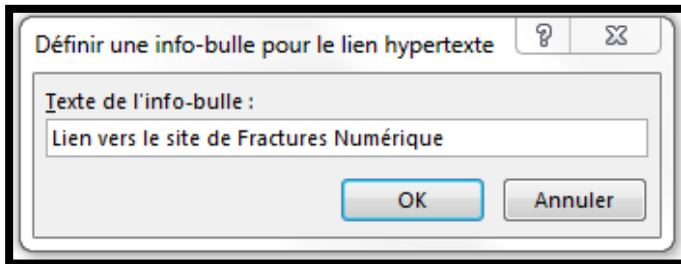 Définir une info-bulle pour le lien hypertexte
Texte de l'info-bulle :
Lien vers le site de Fractures Numérique
OK Annuler